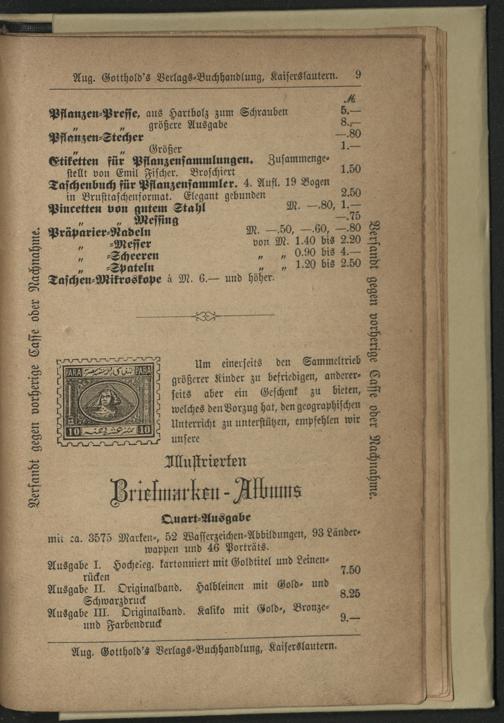 Aug. Gotthold's Verlags-Buchhandlung, Kaiserslautern. 9
ℳ
Pflanzen-Presse, aus Hartholz zum Schrauben 5.—
„ „ größere Ausgabe 8.—
Pflanzen-Stecher —.80
„ „ Größer 1.—
Etiketten für Pflanzensammlungen. Zusammenge-
stellt von Emil Fischer. Broschiert 1.50
Taschenbuch für Pflanzensammler. 4. Aufl. 19 Bogen
in Brusttaschenformat. Elegant gebunden 2.50
Pincetten von gutem Stahl M. —.80, 1.—
„ „ Messing —.75
Präparier-Nadeln M. —.50, —.60, —.80
„ -Messer von M. 1.40 bis 2.20
„ -Scheeren „ „ 0.90 bis 4.—
„ -Spateln „ „ 1.20 bis 2.50
Taschen-Mikroskope à M. 6.— und höher.
Versandt gegen vorherige Casse oder Nachnahme.
Versandt gegen vorherige Casse oder Nachnahme.
PARA PARA
10 10
Um einerseits den Sammeltrieb
größerer Kinder zu befriedigen, anderer-
seits aber ein Geschenk zu bieten,
welches den Vorzug hat, den geographischen
Unterricht zu unterstützen, empfehlen wir
unsere
Illustrierten
Briefmarken-Albums
Quart-Ausgabe
mit ca. 3575 Marken-, 52 Wasserzeichen-Abbildungen, 93 Länder-
wappen und 46 Porträts.
Ausgabe I. Hocheleg. kartonniert mit Goldtitel und Leinen-
rücken 7.50
Ausgabe II. Originalband. Halbleinen mit Gold- und
Schwarzdruck 8.25
Ausgabe III. Originalband. Kaliko mit Gold-, Bronze-
und Farbendruck 9.—
Aug. Gotthold's Verlags-Buchhandlung, Kaiserslautern.